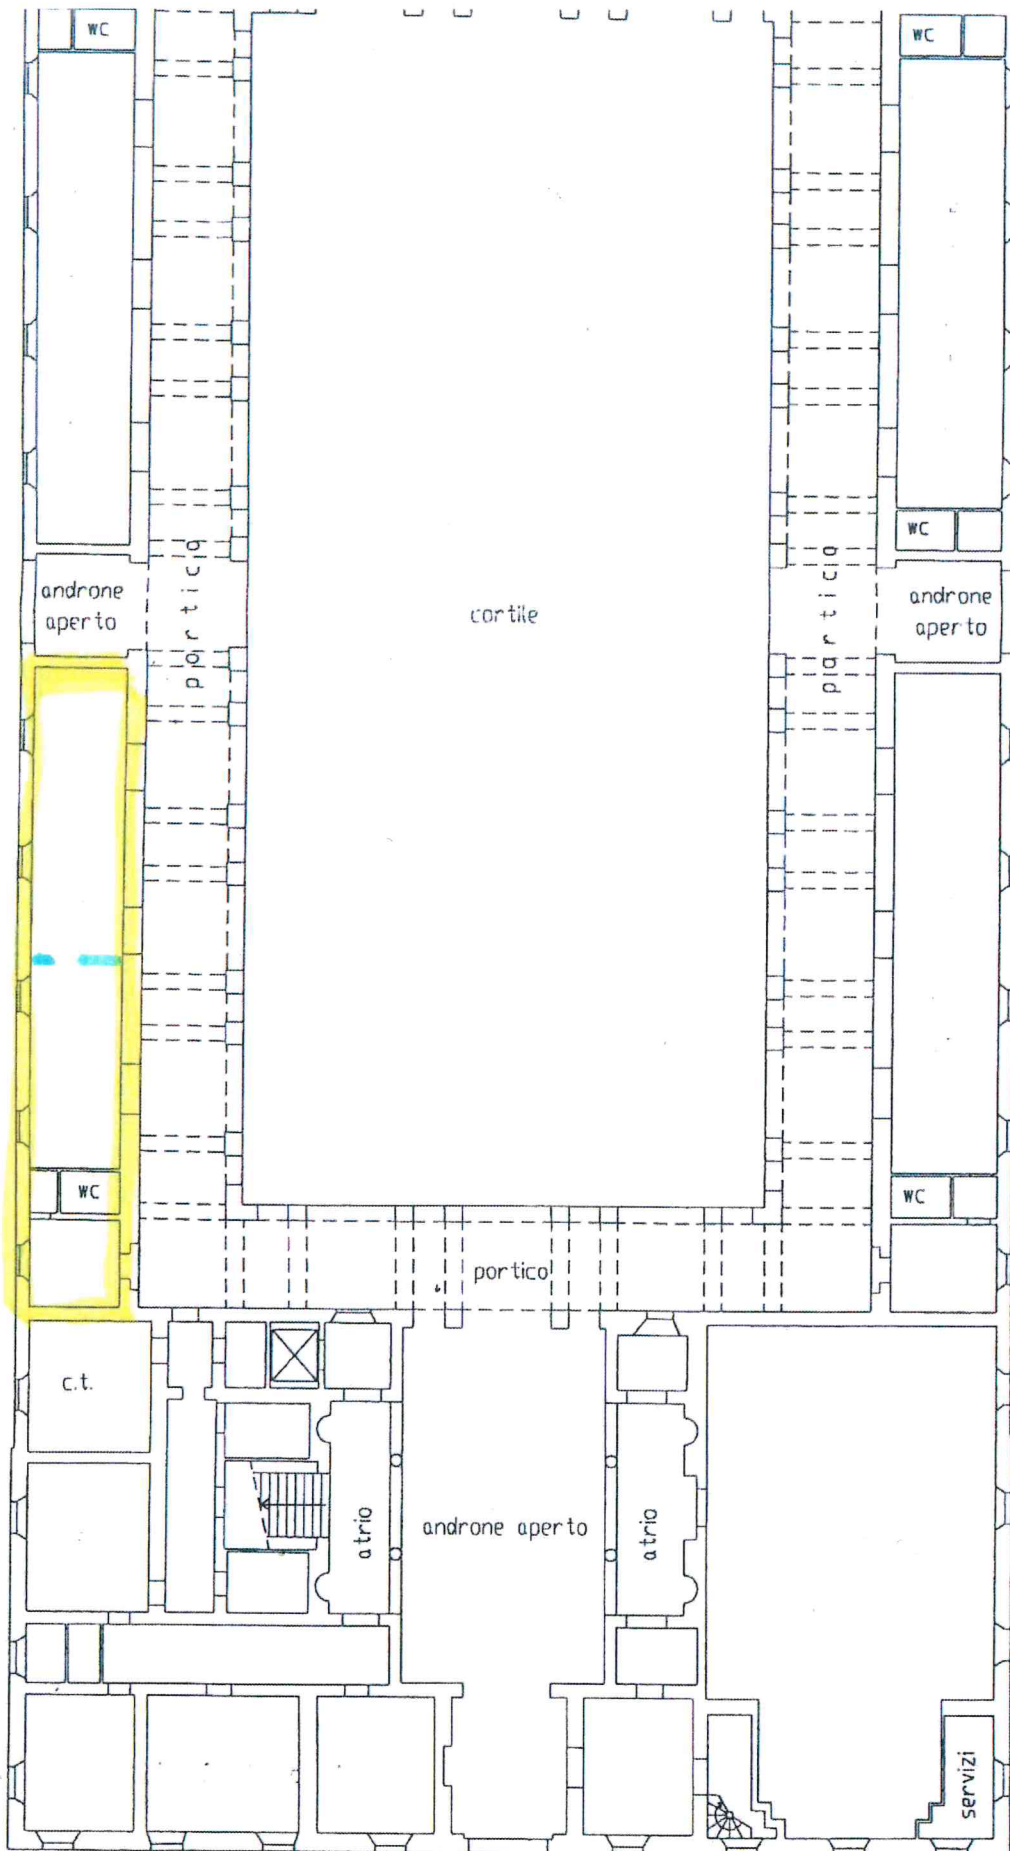 WC
WC
portico
portico
cortile
WC
androne
aperto
androne
aperto
WC
WC
portico
c.t.
atrio
androne aperto
atrio
servizi